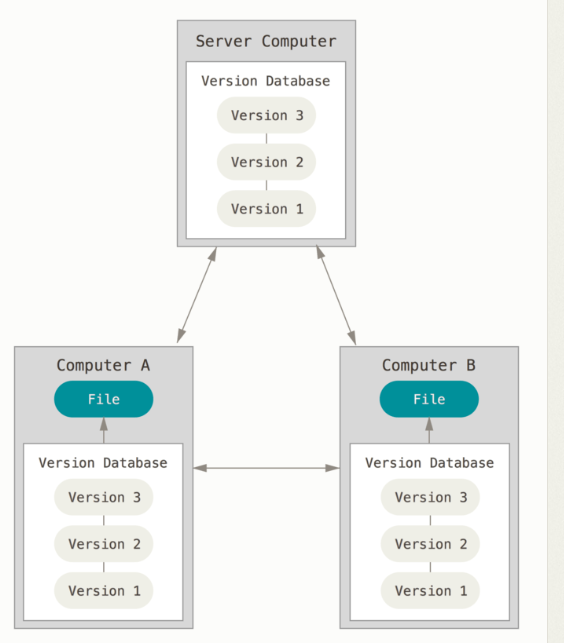 Server Computer
Version Database
Version 3
Version 2
Version 1
Computer A
File
Version Database
Version 3
Version 2
Version 1
Computer B
File
Version Database
Version 3
Version 2
Version 1